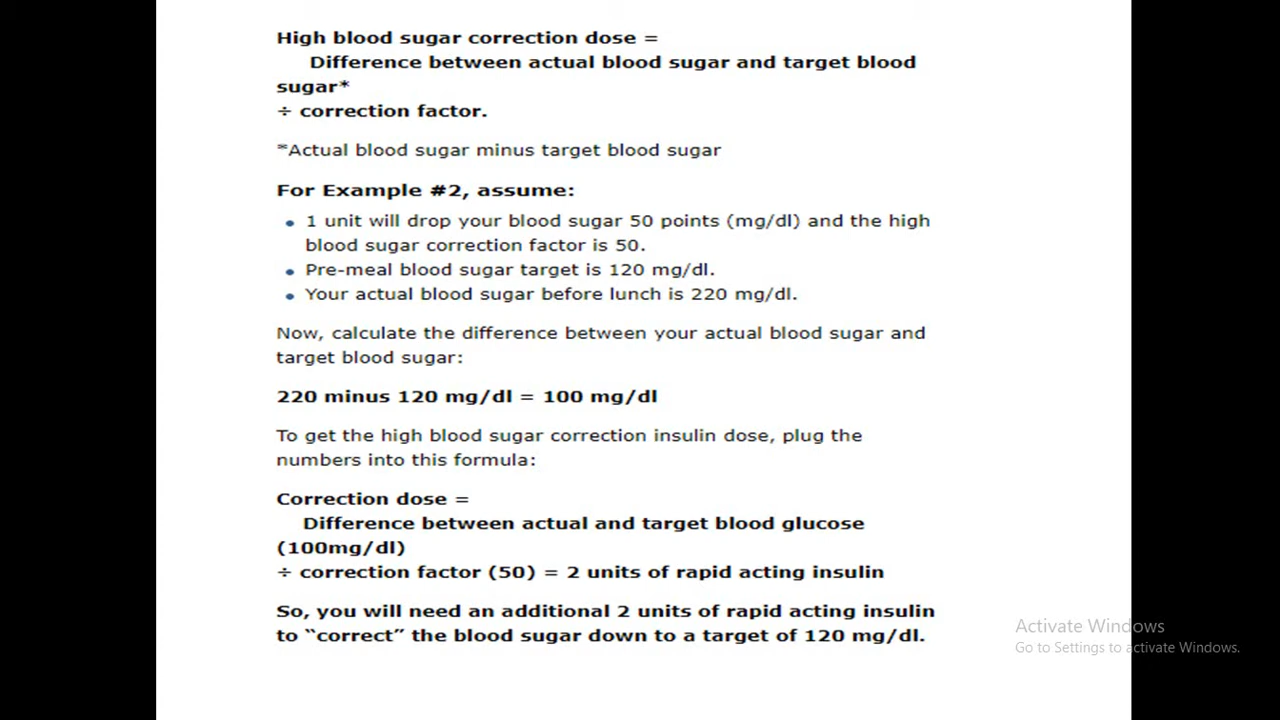 High blood sugar correction dose =
Difference between actual blood sugar and target blood
sugar*
÷ correction factor.
*Actual blood sugar minus target blood sugar
For Example #2, assume:
• 1 unit will drop your blood sugar 50 points (mg/dl) and the high
blood sugar correction factor is 50.
• Pre-meal blood sugar target is 120 mg/dl.
• Your actual blood sugar before lunch is 220 mg/dl.
Now, calculate the difference between your actual blood sugar and
target blood sugar:
220 minus 120 mg/dl = 100 mg/dl
To get the high blood sugar correction insulin dose, plug the
numbers into this formula:
Correction dose =
Difference between actual and target blood glucose
(100mg/dl)
÷ correction factor (50) = 2 units of rapid acting insulin
So, you will need an additional 2 units of rapid acting insulin
to “correct” the blood sugar down to a target of 120 mg/dl.
Activate Windows
Go to Settings to activate Windows.